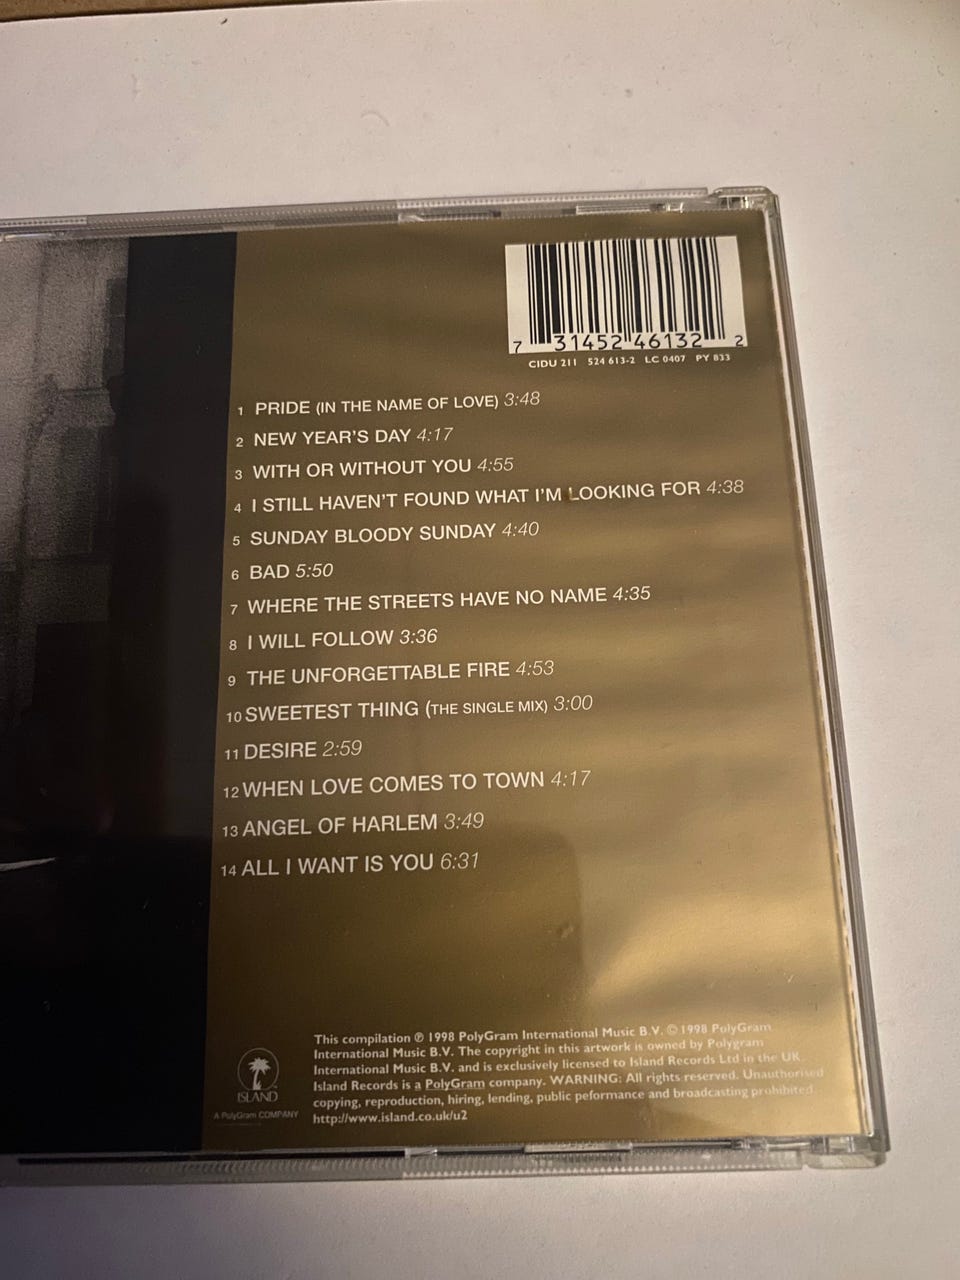 7 31452 46132 2
CIDU 211 524 613-2 LC 0407 PY 833
1 PRIDE (IN THE NAME OF LOVE) 3:48
2 NEW YEAR'S DAY 4:17
3 WITH OR WITHOUT YOU 4:55
4 I STILL HAVEN'T FOUND WHAT I'M LOOKING FOR 4:38
5 SUNDAY BLOODY SUNDAY 4:40
6 BAD 5:50
7 WHERE THE STREETS HAVE NO NAME 4:35
8 I WILL FOLLOW 3:36
9 THE UNFORGETTABLE FIRE 4:53
10 SWEETEST THING (THE SINGLE MIX) 3:00
11 DESIRE 2:59
12 WHEN LOVE COMES TO TOWN 4:17
13 ANGEL OF HARLEM 3:49
14 ALL I WANT IS YOU 6:31
This compilation ℗ 1998 PolyGram International Music B.V. © 1998 PolyGram
International Music B.V. The copyright in this artwork is owned by Polygram
International Music B.V. and is exclusively licensed to Island Records Ltd in the UK.
Island Records is a PolyGram company. WARNING: All rights reserved. Unauthorised
copying, reproduction, hiring, lending, public peformance and broadcasting prohibited.
http://www.island.co.uk/u2
ISLAND
A PolyGram COMPANY